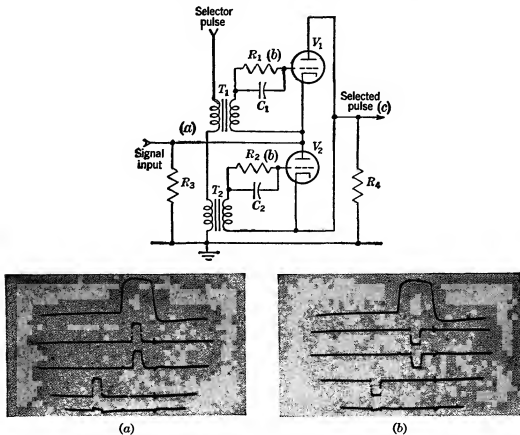 Selector
pulse
R1 (b)
V1
C1
T1
(a)
Signal
input
Selected
pulse (c)
V2
R2 (b)
C2
R3
T2
R4
(a)
(b)